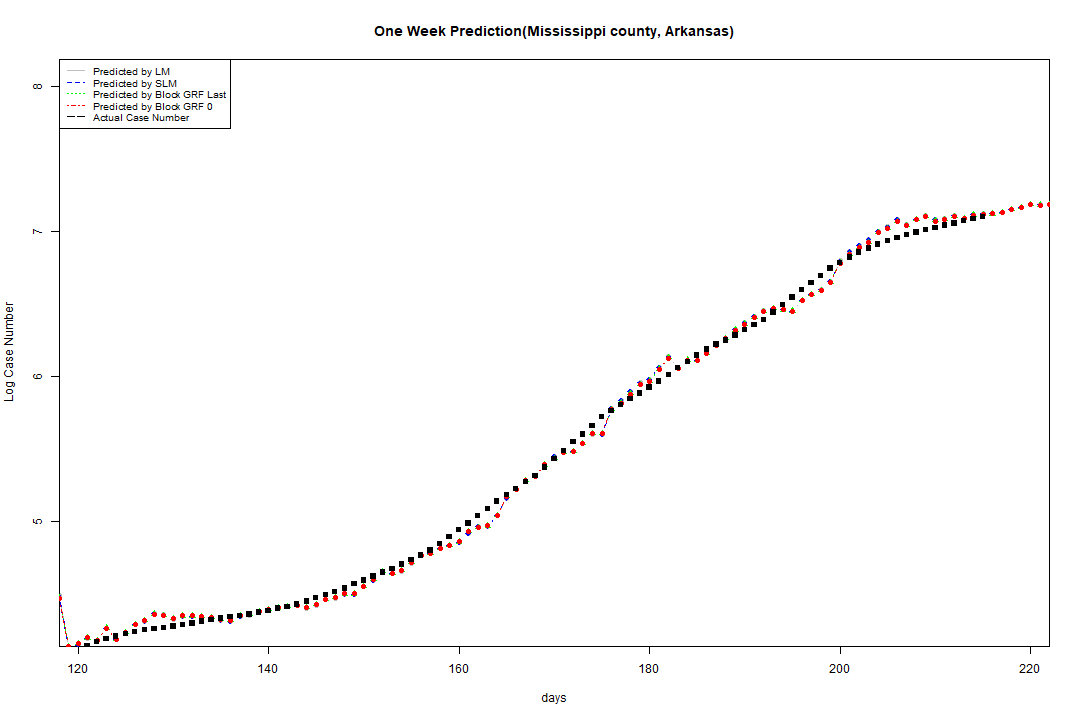 One Week Prediction(Mississippi county, Arkansas)
Predicted by LM
Predicted by SLM
Predicted by Block GRF Last
Predicted by Block GRF 0
Actual Case Number
8
7
6
5
Log Case Number
120 140 160 180 200 220
days